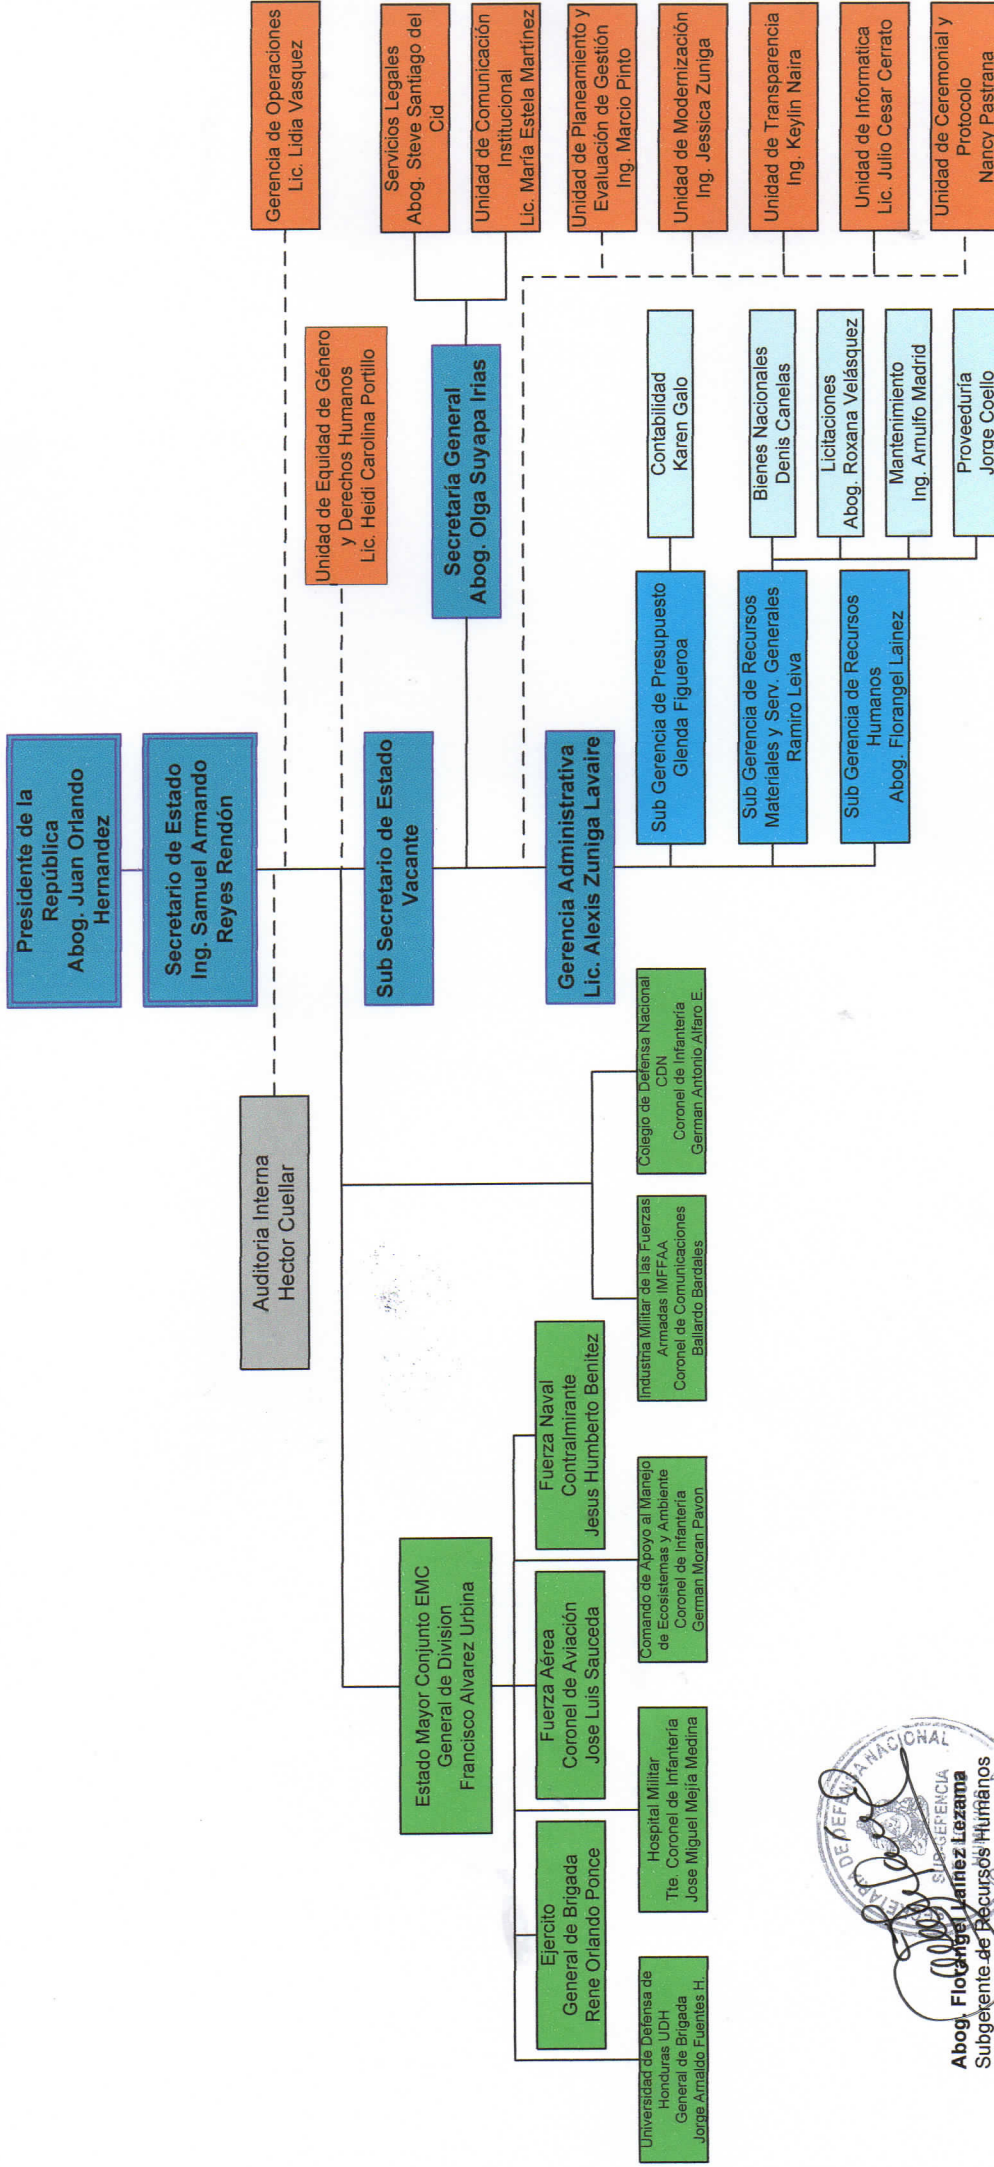 Presidente de la
República
Abog. Juan Orlando
Hernandez
Secretario de Estado
Ing. Samuel Armando
Reyes Rendón
Auditoria Interna
Hector Cuellar
Gerencia de Operaciones
Lic. Lidia Vasquez
Unidad de Equidad de Género
y Derechos Humanos
Lic. Heidi Carolina Portillo
Sub Secretario de Estado
Vacante
Secretaría General
Abog. Olga Suyapa Irias
Servicios Legales
Abog. Steve Santiago del
Cid
Unidad de Comunicación
Institucional
Lic. María Estela Martínez
Gerencia Administrativa
Lic. Alexis Zuniga Lavaire
Unidad de Planeamiento y
Evaluación de Gestión
Ing. Marcio Pinto
Unidad de Modernización
Ing. Jessica Zuniga
Unidad de Transparencia
Ing. Keylin Naira
Unidad de Informatica
Lic. Julio Cesar Cerrato
Unidad de Ceremonial y
Protocolo
Nancy Pastrana
Sub Gerencia de Presupuesto
Glenda Figueroa
Contabilidad
Karen Galo
Sub Gerencia de Recursos
Materiales y Serv. Generales
Ramiro Leiva
Bienes Nacionales
Denis Canelas
Licitaciones
Abog. Roxana Velásquez
Mantenimiento
Ing. Arnulfo Madrid
Proveeduría
Jorge Coello
Sub Gerencia de Recursos
Humanos
Abog. Florangel Lainez
Estado Mayor Conjunto EMC
General de Division
Francisco Alvarez Urbina
Ejercito
General de Brigada
Rene Orlando Ponce
Fuerza Aérea
Coronel de Aviación
Jose Luis Sauceda
Fuerza Naval
Contralmirante
Jesus Humberto Benitez
Universidad de Defensa de
Honduras UDH
General de Brigada
Jorge Arnaldo Fuentes H.
Hospital Militar
Tte. Coronel de Infantería
Jose Miguel Mejía Medina
Comando de Apoyo al Manejo
de Ecosistemas y Ambiente
Coronel de Infantería
German Moran Pavon
Industria Militar de las Fuerzas
Armadas IMFFAA
Coronel de Comunicaciones
Ballardo Bardales
Colegio de Defensa Nacional
CDN
Coronel de Infantería
German Antonio Alfaro E.
SECRETARIA DE DEFENSA NACIONAL
SUB-GERENCIA
HUMANOS
Abog. Florangel Lainez Lezama
Subgerente de Recursos Humanos